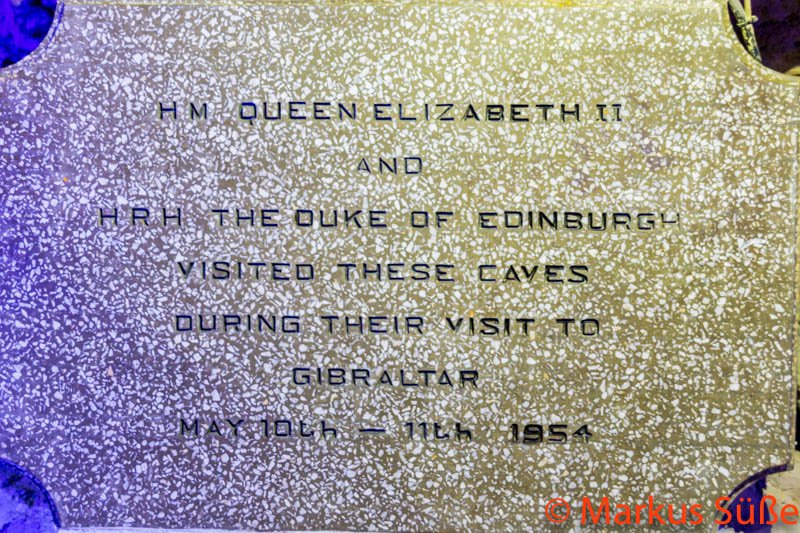 H M QUEEN ELIZABETH II
AND
H.R.H THE DUKE OF EDINBURGH
VISITED THESE CAVES
DURING THEIR VISIT TO
GIBRALTAR
MAY 10th — 11th 1954
© Markus Süße